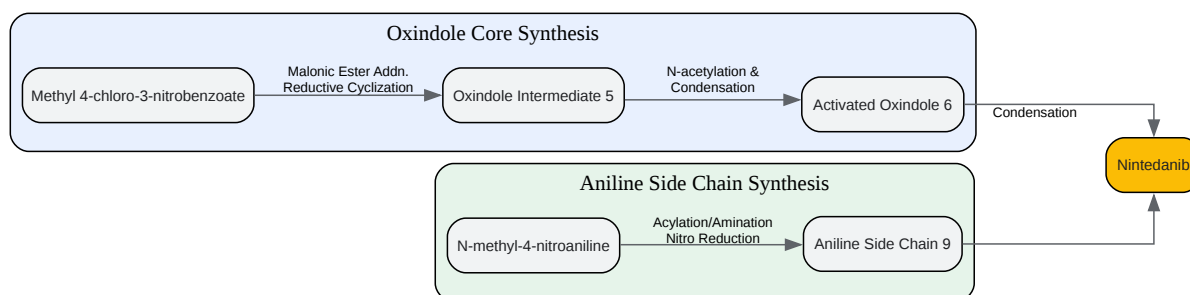 Oxindole Core Synthesis
Methyl 4-chloro-3-nitrobenzoate
Malonic Ester Addn.
Reductive Cyclization
Oxindole Intermediate 5
N-acetylation &
Condensation
Activated Oxindole 6
Condensation
Nintedanib
Aniline Side Chain Synthesis
N-methyl-4-nitroaniline
Acylation/Amination
Nitro Reduction
Aniline Side Chain 9